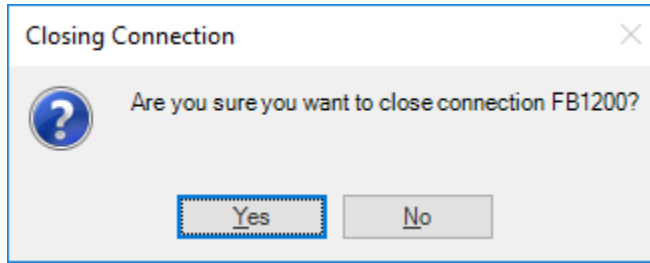 Closing Connection
Are you sure you want to close connection FB1200?
Yes
No